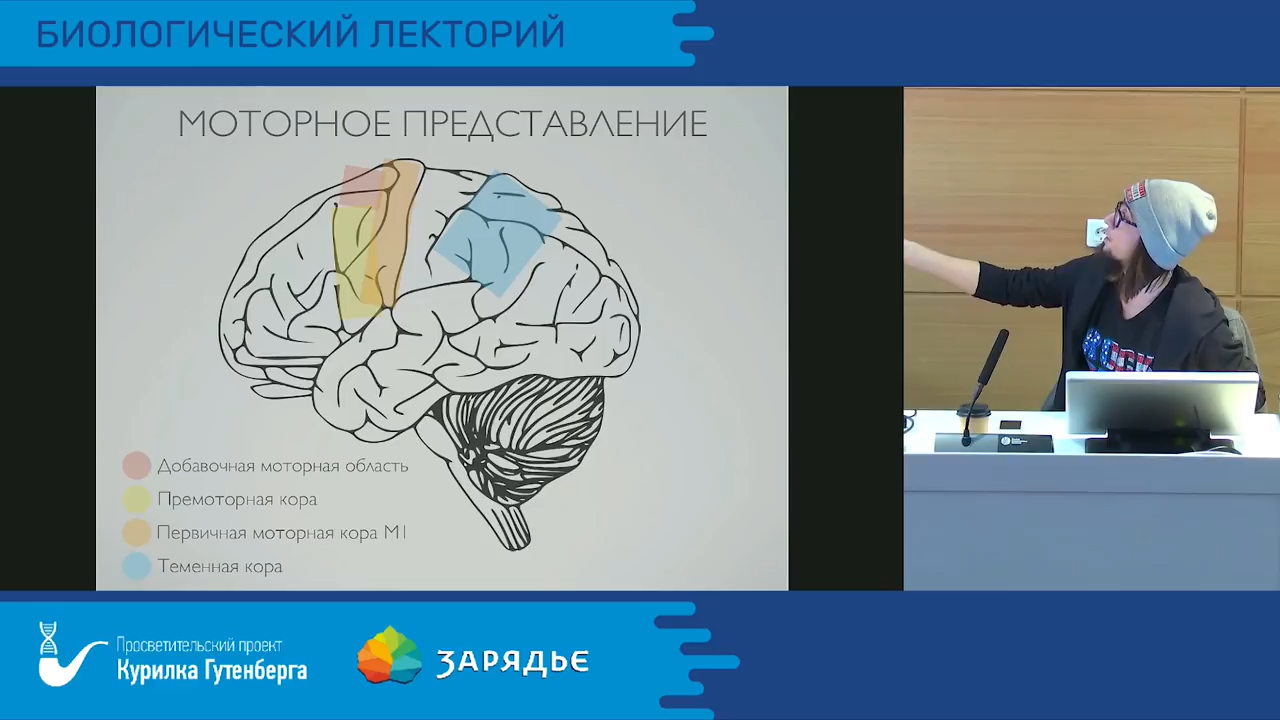 БИОЛОГИЧЕСКИЙ ЛЕКТОРИЙ
МОТОРНОЕ ПРЕДСТАВЛЕНИЕ
Добавочная моторная область
Премоторная кора
Первичная моторная кора М1
Теменная кора
Просветительский проект
Курилка Гутенберга
ЗАРЯДЬЄ